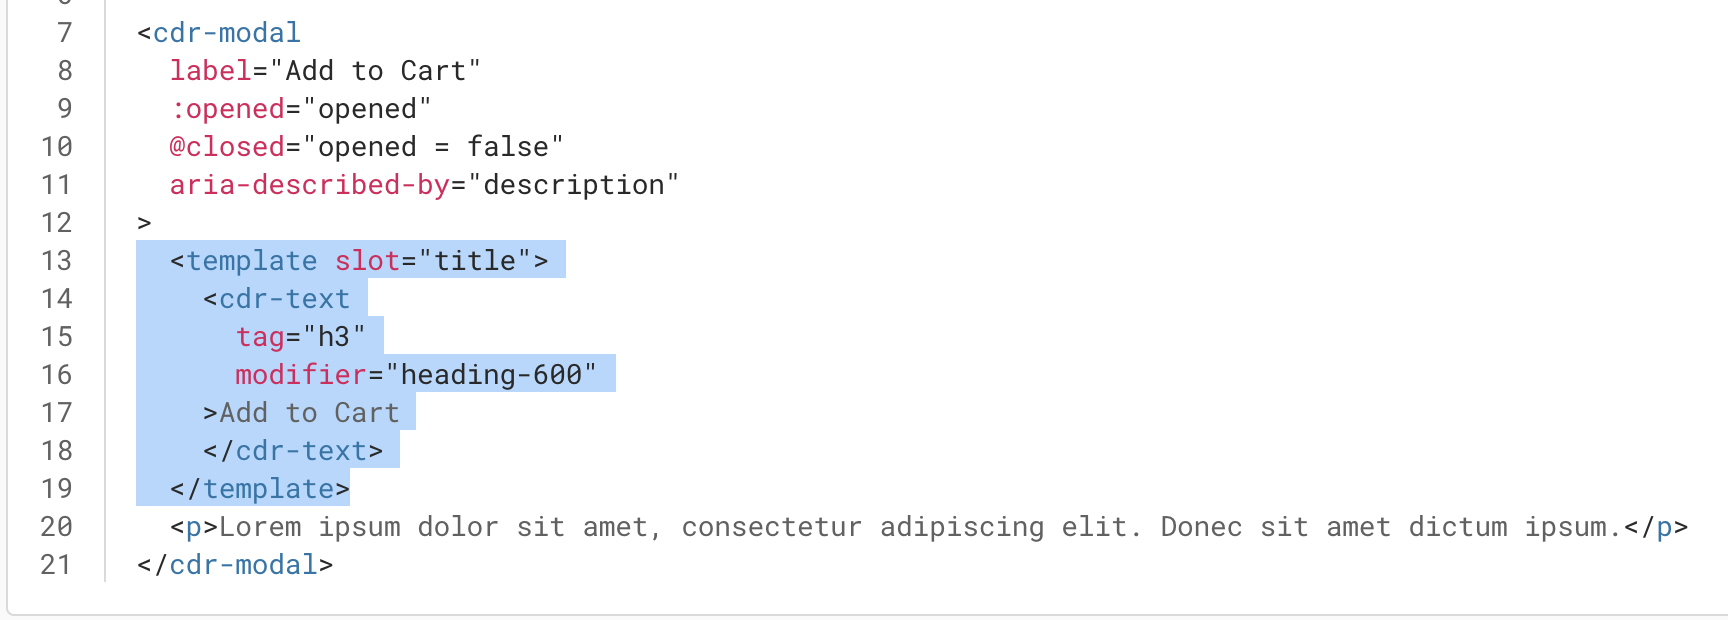 7 <cdr-modal
8 label="Add to Cart"
9 :opened="opened"
10 @closed="opened = false"
11 aria-described-by="description"
12 >
13 <template slot="title">
14 <cdr-text
15 tag="h3"
16 modifier="heading-600"
17 >Add to Cart
18 </cdr-text>
19 </template>
20 <p>Lorem ipsum dolor sit amet, consectetur adipiscing elit. Donec sit amet dictum ipsum.</p>
21 </cdr-modal>